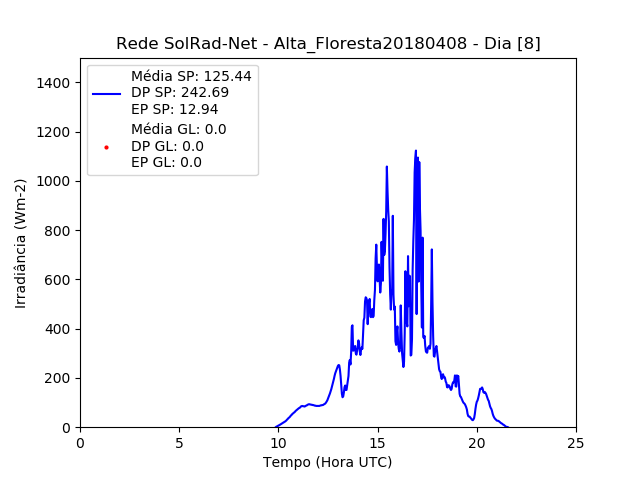 Rede SolRad-Net - Alta_Floresta20180408 - Dia [8]
Média SP: 125.44
DP SP: 242.69
EP SP: 12.94
Média GL: 0.0
DP GL: 0.0
EP GL: 0.0
1400
1200
1000
800
600
400
200
0
Irradiância (Wm-2)
0 5 10 15 20 25
Tempo (Hora UTC)